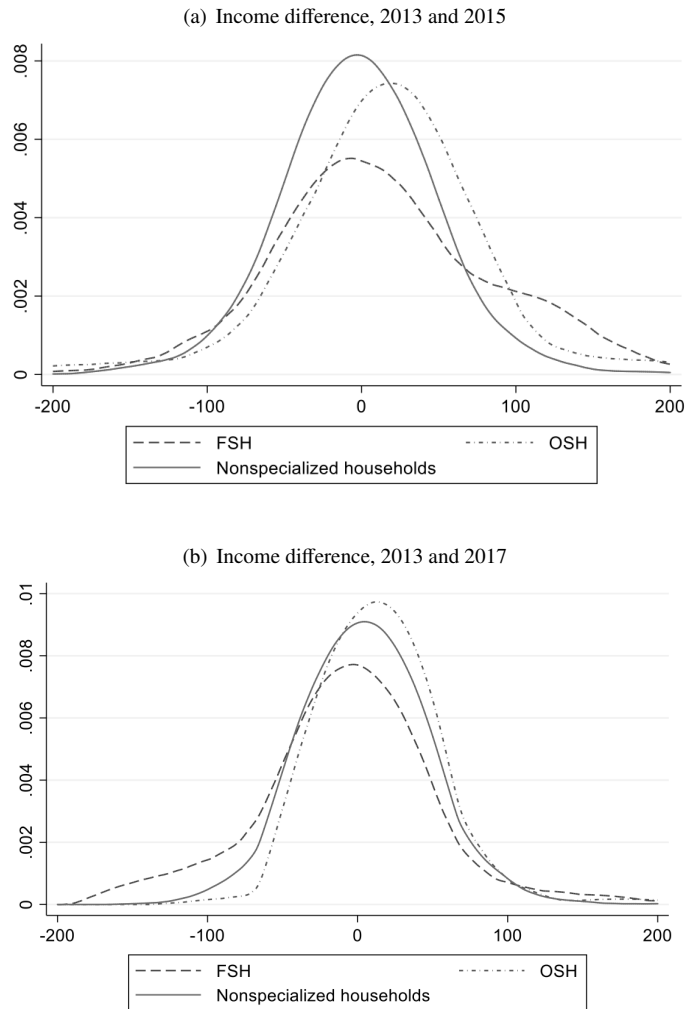 (a) Income difference, 2013 and 2015
.008
.006
.004
.002
0
-200 -100 0 100 200
FSH OSH
Nonspecialized households
(b) Income difference, 2013 and 2017
.01
.008
.006
.004
.002
0
-200 -100 0 100 200
FSH OSH
Nonspecialized households